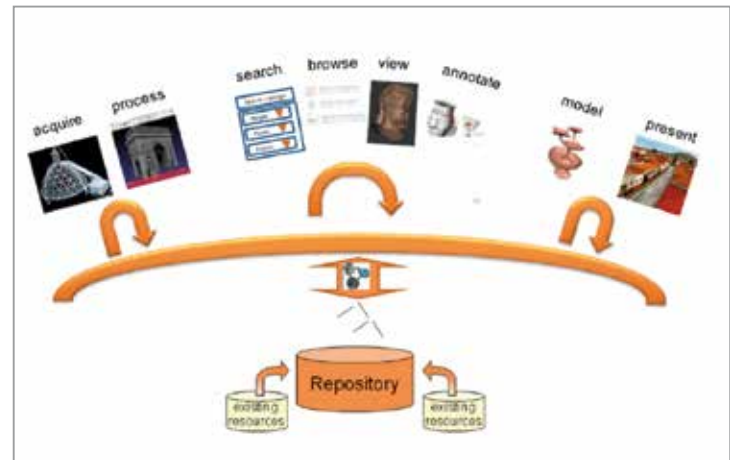 acquire
process
search
browse
view
annotate
model
present
Repository
existing
resources
existing
resources